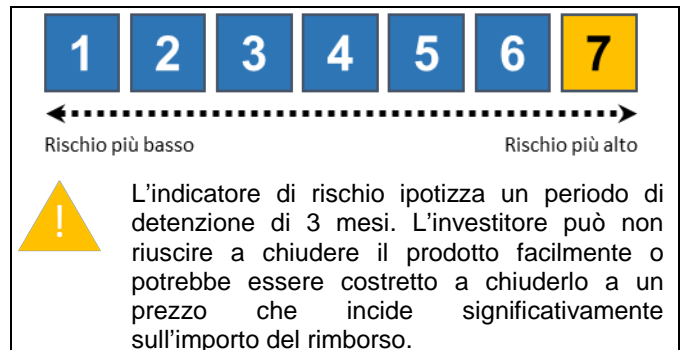 1 2 3 4 5 6 7
Rischio più basso Rischio più alto
!
L'indicatore di rischio ipotizza un periodo di
detenzione di 3 mesi. L'investitore può non
riuscire a chiudere il prodotto facilmente o
potrebbe essere costretto a chiuderlo a un
prezzo che incide significativamente
sull'importo del rimborso.